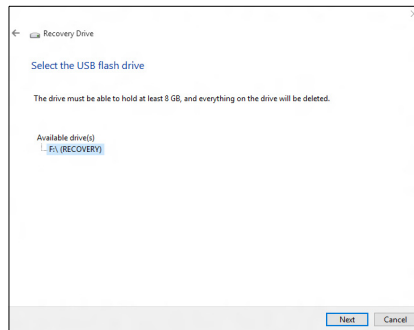 Recovery Drive
Select the USB flash drive
The drive must be able to hold at least 8 GB, and everything on the drive will be deleted.
Available drive(s)
F:\ (RECOVERY)
Next Cancel